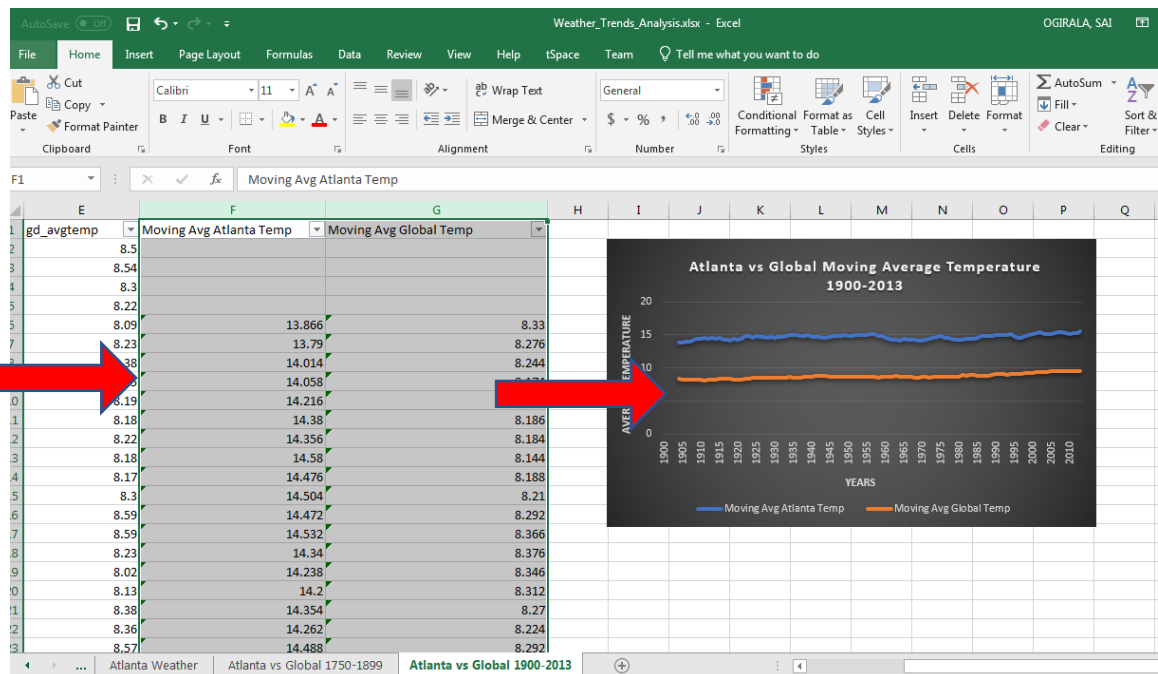 AutoSave Off Weather_Trends_Analysis.xlsx - Excel OGIRALA, SAI
File Home Insert Page Layout Formulas Data Review View Help tSpace Team Tell me what you want to do
Cut
Copy
Format Painter
Paste
Clipboard
Calibri 11 A A
B I U A
Font
ab Wrap Text
Merge & Center
Alignment
General
$ % , .00
Number
Conditional Formatting
Format as Table
Cell Styles
Styles
Insert Delete Format
Cells
AutoSum
Fill
Clear
Sort & Filter
Editing
F1 fx Moving Avg Atlanta Temp
E F G H I J K L M N O P Q
gd_avgtemp Moving Avg Atlanta Temp Moving Avg Global Temp
8.5
8.54
8.3
8.22
8.09 13.866 8.33
8.23 13.79 8.276
14.014 8.244
14.058
8.19 14.216
8.18 14.38 8.186
8.22 14.356 8.184
8.18 14.58 8.144
8.17 14.476 8.188
8.3 14.504 8.21
8.59 14.472 8.292
8.59 14.532 8.366
8.23 14.34 8.376
8.02 14.238 8.346
8.13 14.2 8.312
8.38 14.354 8.27
8.36 14.262 8.224
8.57 14.488 8.292
Atlanta vs Global Moving Average Temperature
1900-2013
20
15
10
0
1900 1905 1910 1915 1920 1925 1930 1935 1940 1945 1950 1955 1960 1965 1970 1975 1980 1985 1990 1995 2000 2005 2010
YEARS
Moving Avg Atlanta Temp Moving Avg Global Temp
... Atlanta Weather Atlanta vs Global 1750-1899 Atlanta vs Global 1900-2013